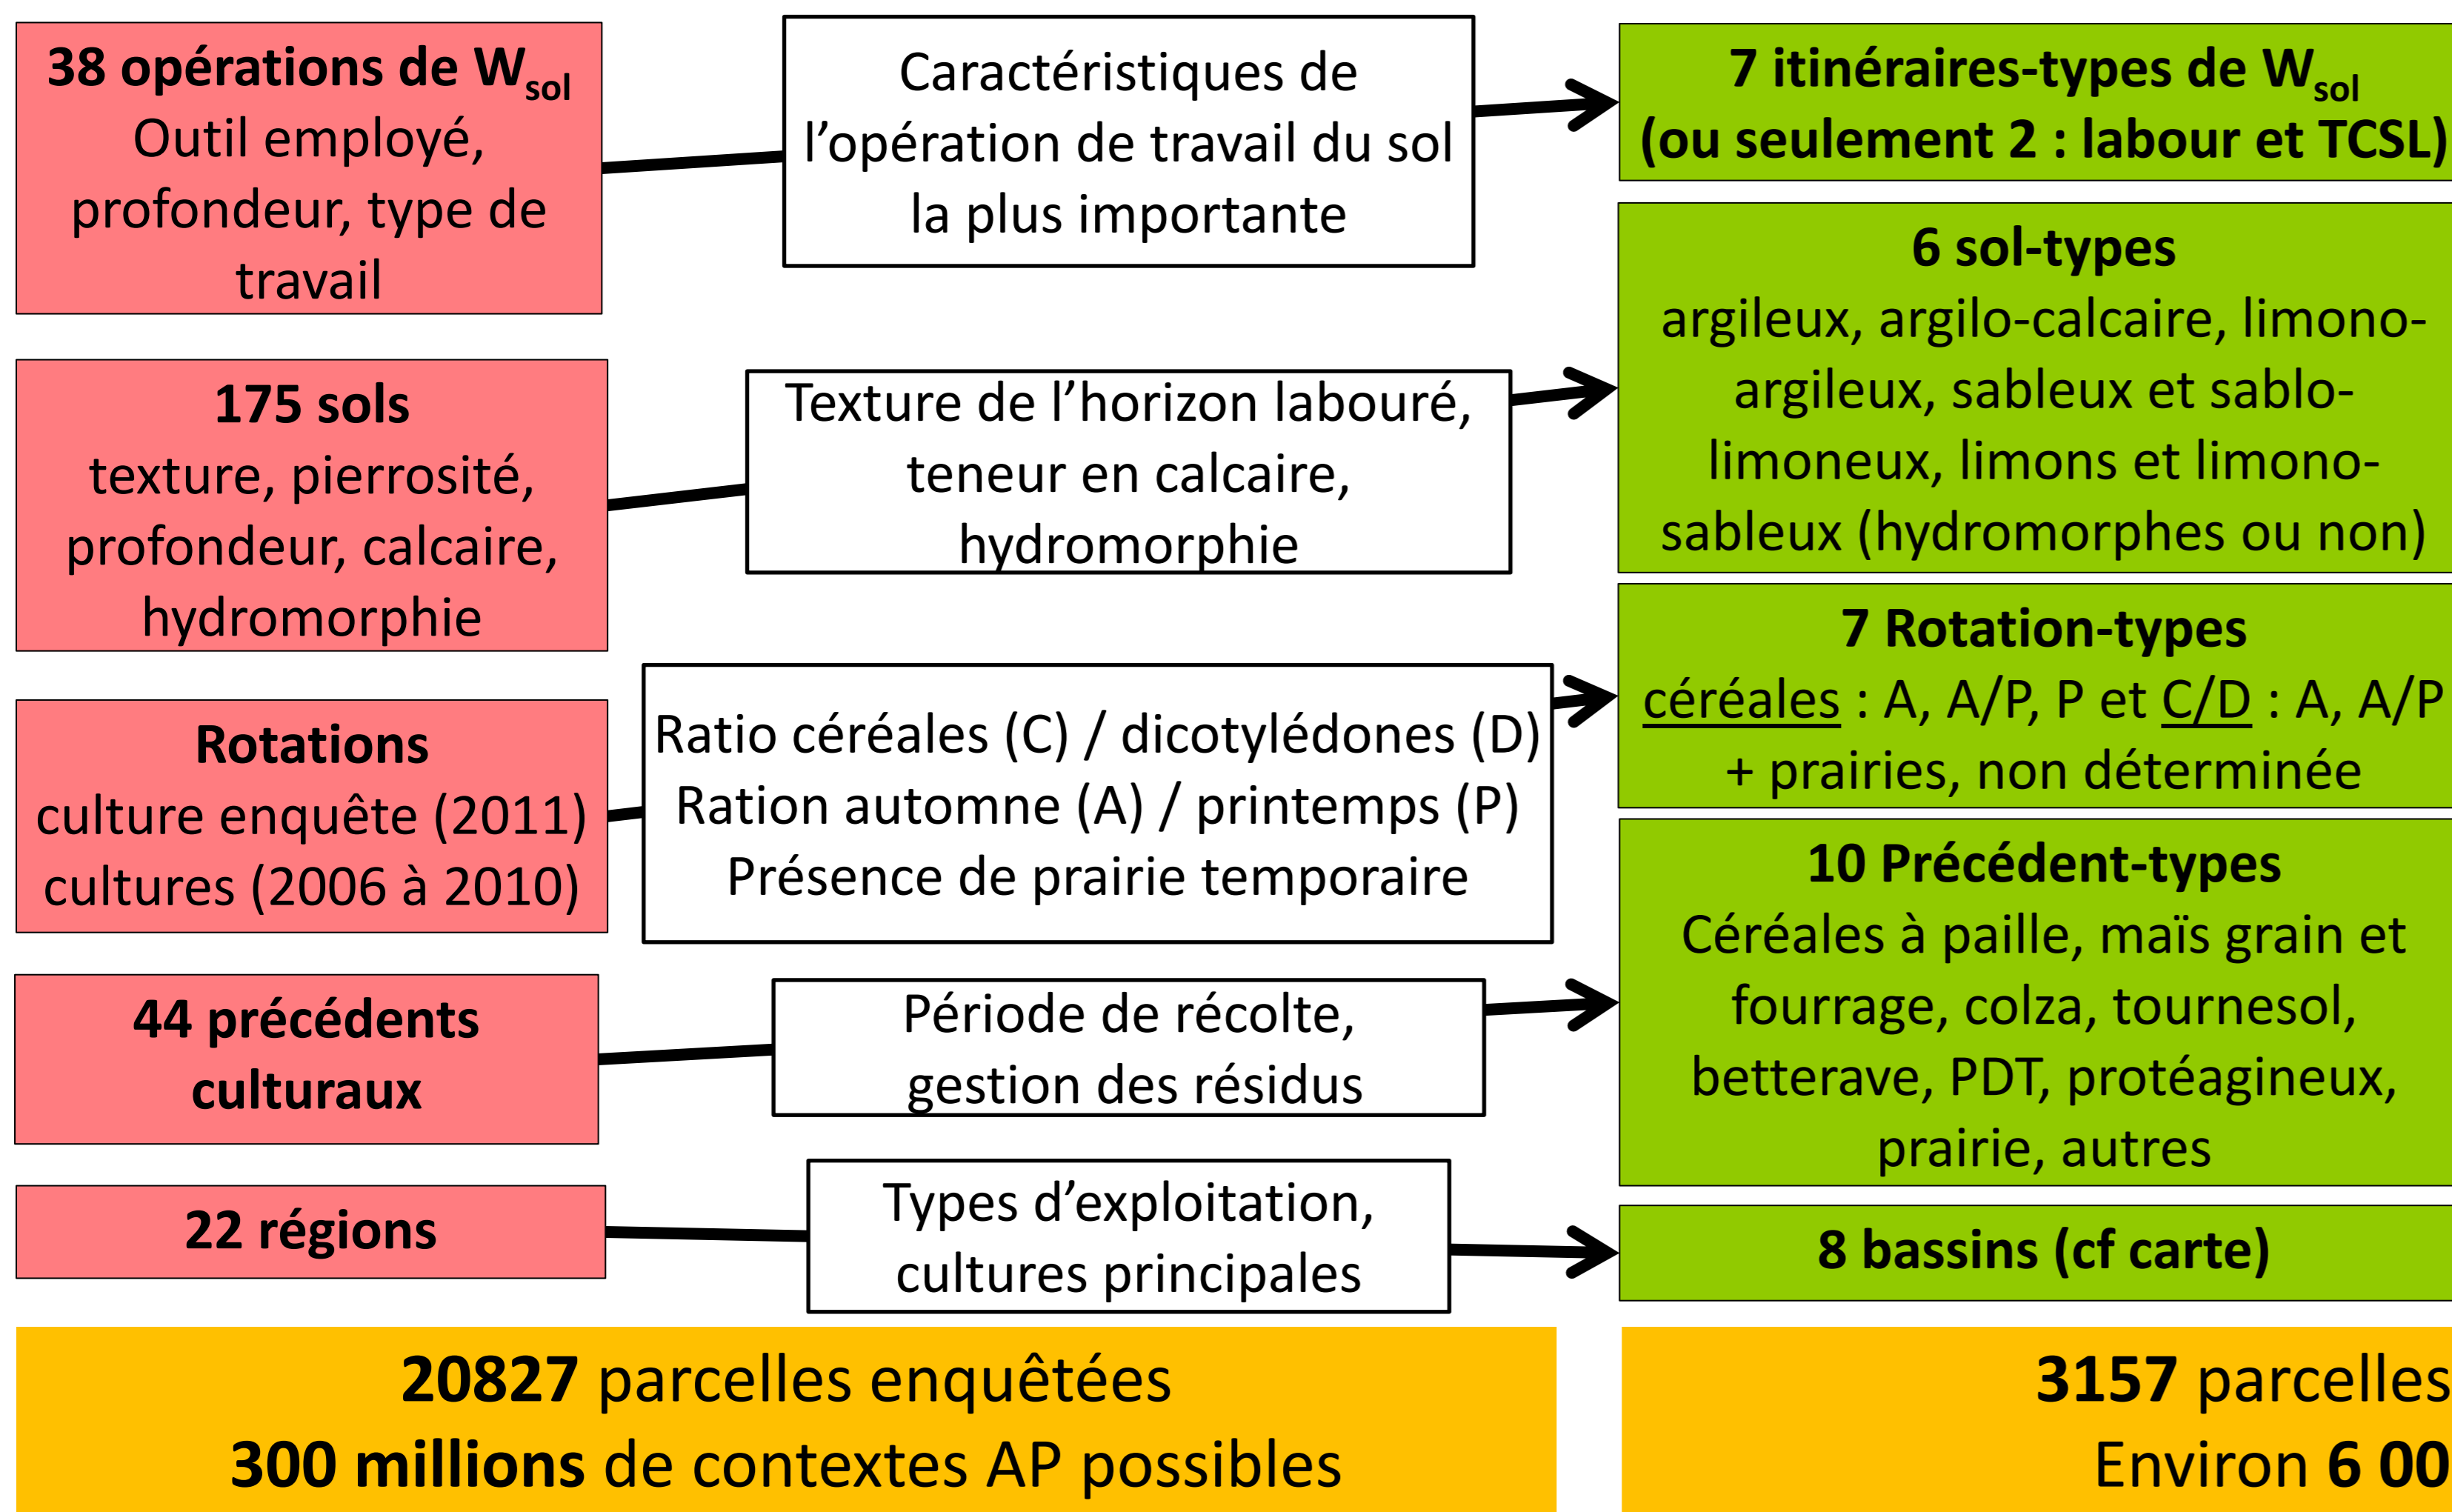 38 opérations de Wsol
Outil employé,
profondeur, type de
travail
Caractéristiques de
l’opération de travail du sol
la plus importante
7 itinéraires-types de Wsol
(ou seulement 2 : labour et TCSL)
175 sols
texture, pierrosité,
profondeur, calcaire,
hydromorphie
Texture de l’horizon labouré,
teneur en calcaire,
hydromorphie
6 sol-types
argileux, argilo-calcaire, limono-
argileux, sableux et sablo-
limoneux, limons et limono-
sableux (hydromorphes ou non)
Rotations
culture enquête (2011)
cultures (2006 à 2010)
Ratio céréales (C) / dicotylédones (D)
Ration automne (A) / printemps (P)
Présence de prairie temporaire
7 Rotation-types
céréales : A, A/P, P et C/D : A, A/P
+ prairies, non déterminée
44 précédents
culturaux
Période de récolte,
gestion des résidus
10 Précédent-types
Céréales à paille, maïs grain et
fourrage, colza, tournesol,
betterave, PDT, protéagineux,
prairie, autres
22 régions
Types d’exploitation,
cultures principales
8 bassins (cf carte)
20827 parcelles enquêtées
300 millions de contextes AP possibles
3157 parcelles
Environ 6 00